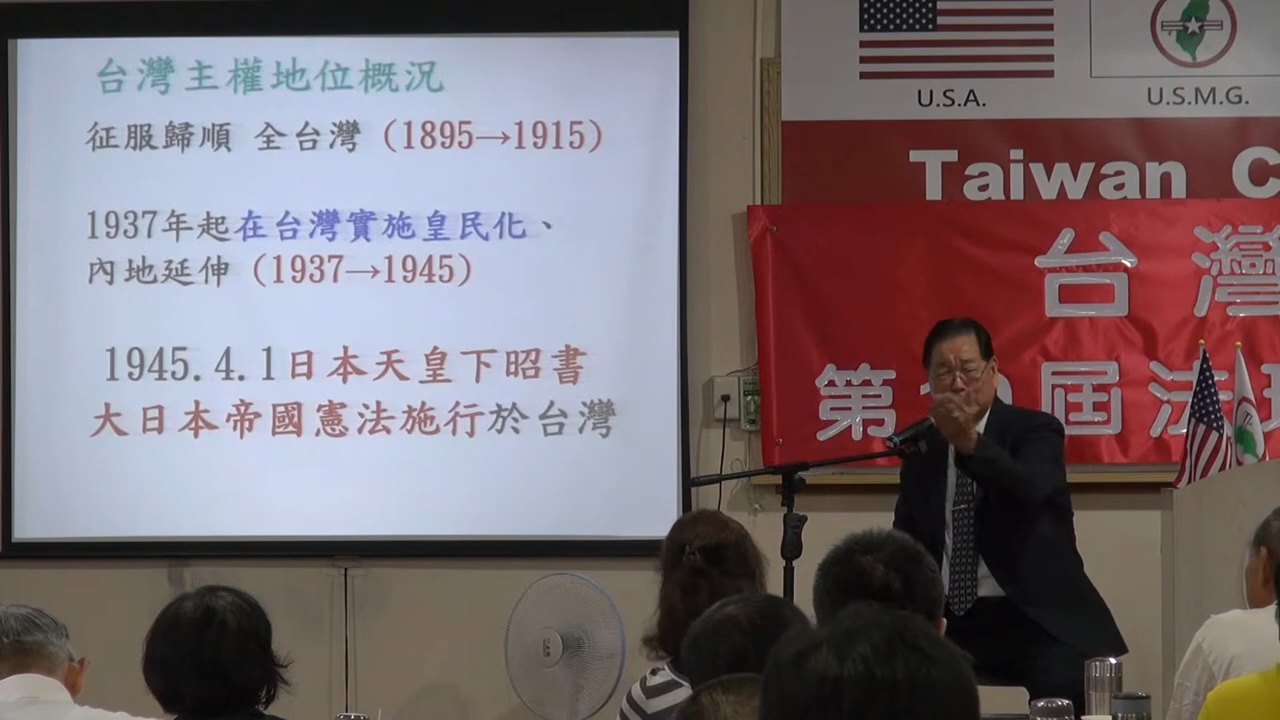 台灣主權地位概況
征服歸順 全台灣（1895→1915）
1937年起在台灣實施皇民化、
內地延伸（1937→1945）
1945.4.1日本天皇下昭書
大日本帝國憲法施行於台灣
U.S.A.
U.S.M.G.
Taiwan C
台灣
第 屆法